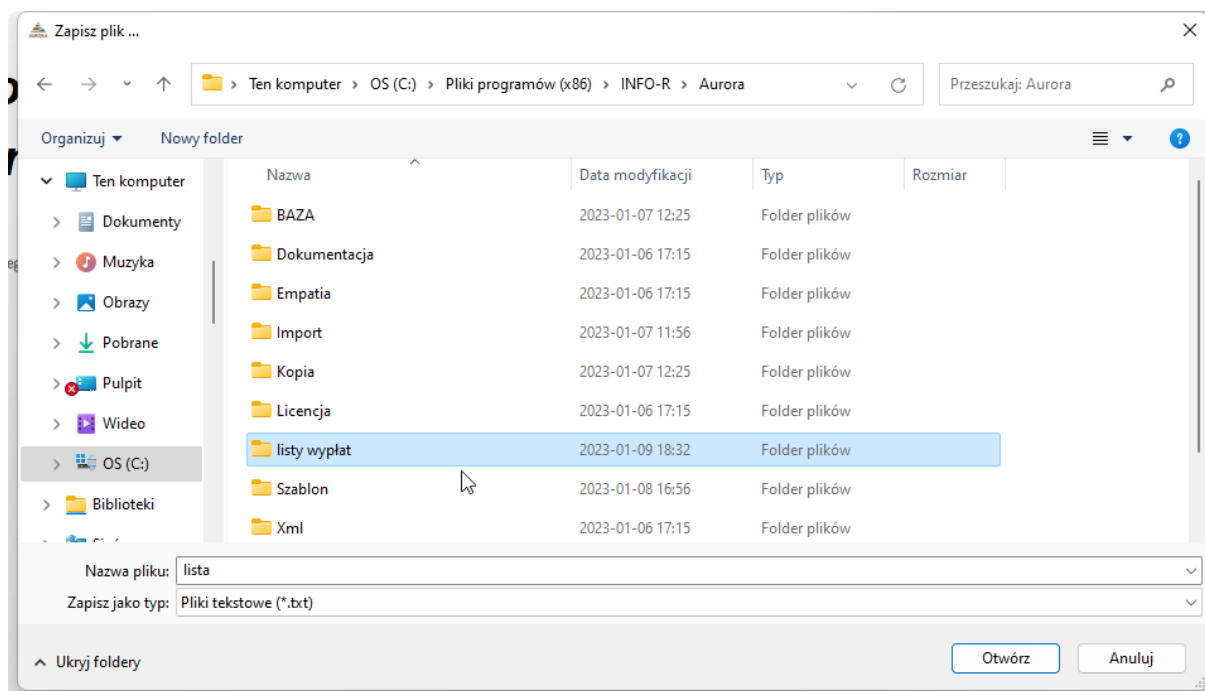 Zapisz plik ...
Ten komputer > OS (C:) > Pliki programów (x86) > INFO-R > Aurora
Przeszukaj: Aurora
Organizuj Nowy folder
Nazwa Data modyfikacji Typ Rozmiar
Ten komputer
Dokumenty
Muzyka
Obrazy
Pobrane
Pulpit
Wideo
OS (C:)
Biblioteki
BAZA 2023-01-07 12:25 Folder plików
Dokumentacja 2023-01-06 17:15 Folder plików
Empatia 2023-01-06 17:15 Folder plików
Import 2023-01-07 11:56 Folder plików
Kopia 2023-01-07 12:25 Folder plików
Licencja 2023-01-06 17:15 Folder plików
listy wypłat 2023-01-09 18:32 Folder plików
Szablon 2023-01-08 16:56 Folder plików
Xml 2023-01-06 17:15 Folder plików
Nazwa pliku: lista
Zapisz jako typ: Pliki tekstowe (*.txt)
Ukryj foldery
Otwórz Anuluj